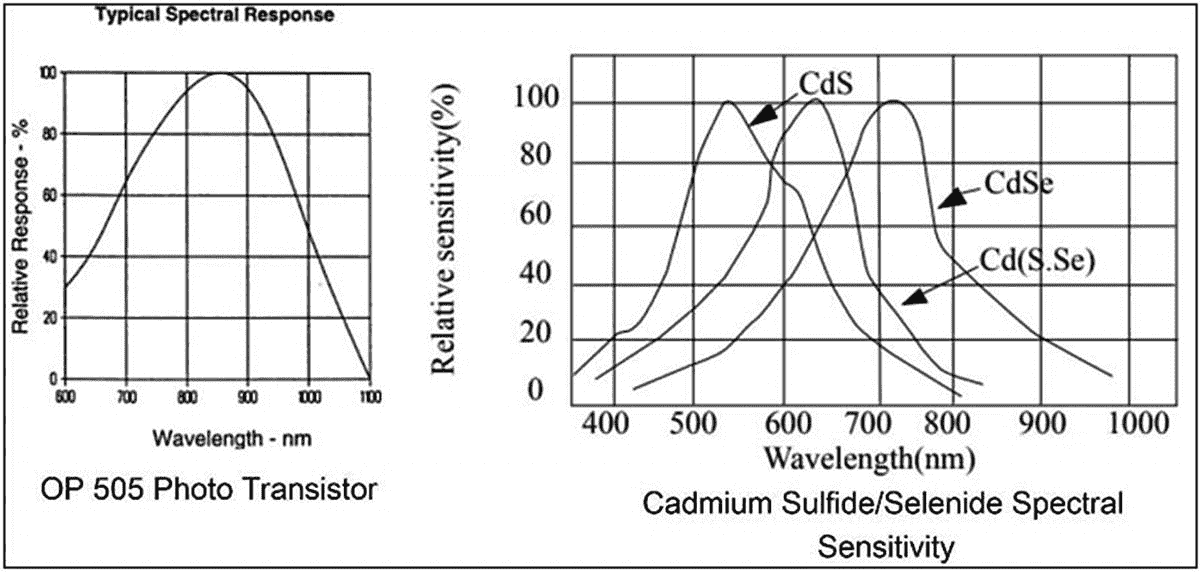 Typical Spectral Response
Relative Response - %
100
80
60
40
20
0
600 700 800 900 1000 1100
Wavelength - nm
OP 505 Photo Transistor
Relative sensitivity(%)
100
80
60
40
20
0
CdS
CdSe
Cd(S.Se)
400 500 600 700 800 900 1000
Wavelength(nm)
Cadmium Sulfide/Selenide Spectral
Sensitivity